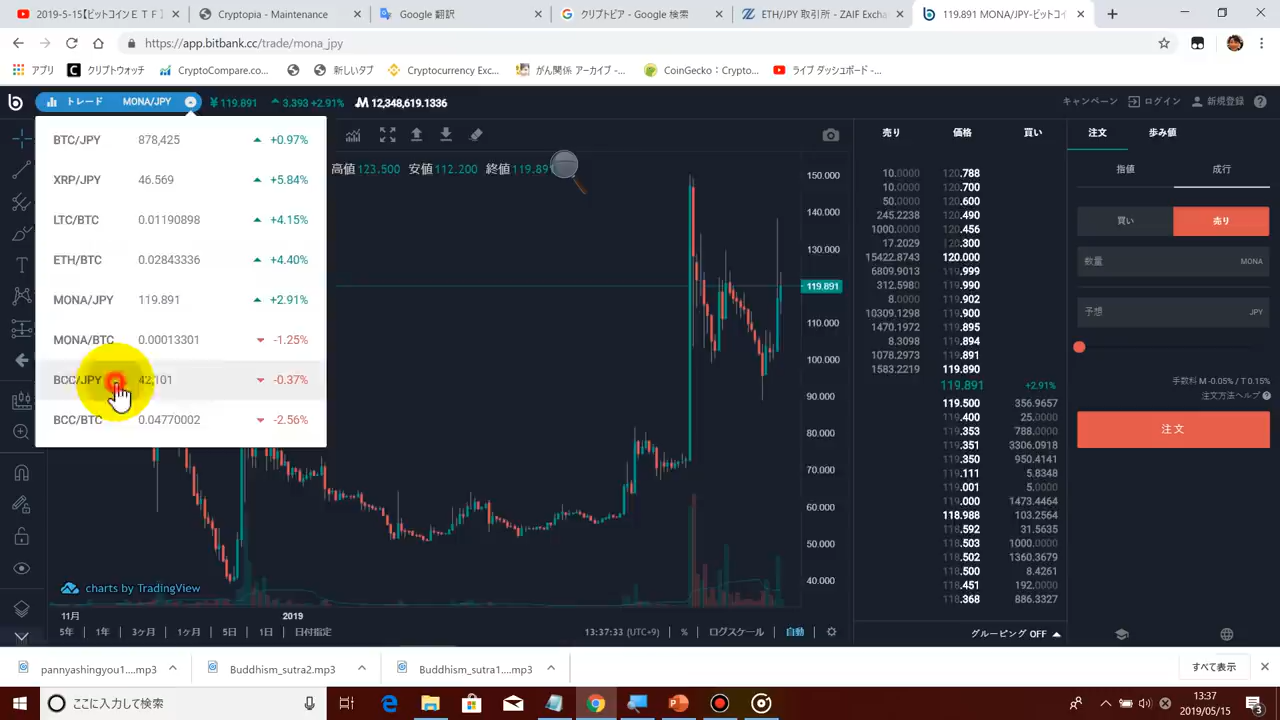 2019-5-15【ビットコインＥＴＦ】
Cryptopia - Maintenance
Google 翻訳
クリプトピア - Google 検索
ETH/JPY 取引所 - ZAIF Excha
119.891 MONA/JPY-ビットコイ
https://app.bitbank.cc/trade/mona_jpy
アプリ
クリプトウォッチ
CryptoCompare.co...
新しいタブ
Cryptocurrency Exc...
がん関係 アーカイブ -...
CoinGecko: Crypto...
ライブ ダッシュボード -...
トレード MONA/JPY
¥119.891
3.393 +2.91%
12,348,619.1336
キャンペーン
ログイン
新規登録
BTC/JPY 878,425 +0.97%
XRP/JPY 46.569 +5.84%
LTC/BTC 0.01190898 +4.15%
ETH/BTC 0.02843336 +4.40%
MONA/JPY 119.891 +2.91%
MONA/BTC 0.00013301 -1.25%
BCC/JPY 42,101 -0.37%
BCC/BTC 0.04770002 -2.56%
高値123.500 安値112.200 終値119.891
150.000
140.000
130.000
119.891
110.000
100.000
90.000
80.000
70.000
60.000
50.000
40.000
charts by TradingView
11月
2019
5年 1年 3ヶ月 1ヶ月 5日 1日 日付指定
13:37:33 (UTC+9)
%
ログスケール
自動
売り 価格 買い
10.0000 120.788
10.0000 120.700
50.0000 120.600
245.2238 120.490
1000.0000 120.456
17.2029 120.300
15422.8743 120.000
6809.9013 119.999
312.5980 119.990
8.0000 119.902
10309.1298 119.900
1470.1972 119.895
8.3098 119.894
1078.2973 119.891
1583.2219 119.890
119.891 +2.91%
119.500 356.9657
119.400 25.0000
119.353 788.0000
119.351 3306.0918
119.350 950.4141
119.111 5.8348
119.001 5.0000
119.000 1473.4464
118.988 103.2564
118.592 31.5635
118.503 1000.0000
118.502 1360.3679
118.500 8.4261
118.451 192.0000
118.368 886.3327
グルーピング OFF
注文 歩み値
指値 成行
買い 売り
数量 MONA
予想 JPY
手数料 M -0.05% / T 0.15%
注文方法ヘルプ
注文
pannyashingyou1....mp3
Buddhism_sutra2.mp3
Buddhism_sutra1....mp3
すべて表示
ここに入力して検索
13:37
2019/05/15
3